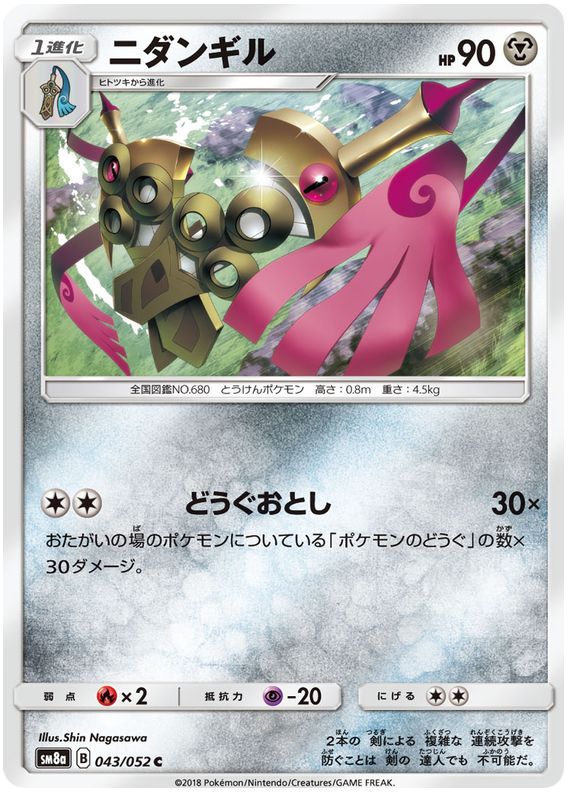 1進化
ニダンギル
HP 90
ヒトツキから進化
全国図鑑NO.680 とうけんポケモン 高さ:0.8m 重さ:4.5kg
どうぐおとし 30×
おたがいの場のポケモンについている「ポケモンのどうぐ」の数×
30ダメージ。
弱点 ×2 抵抗力 -20 にげる
Illus.Shin Nagasawa
SM8a B 043/052 C
2本の 剣による 複雑な 連続攻撃を
防ぐことは 剣の 達人でも 不可能だ。
©2018 Pokémon/Nintendo/Creatures/GAME FREAK.